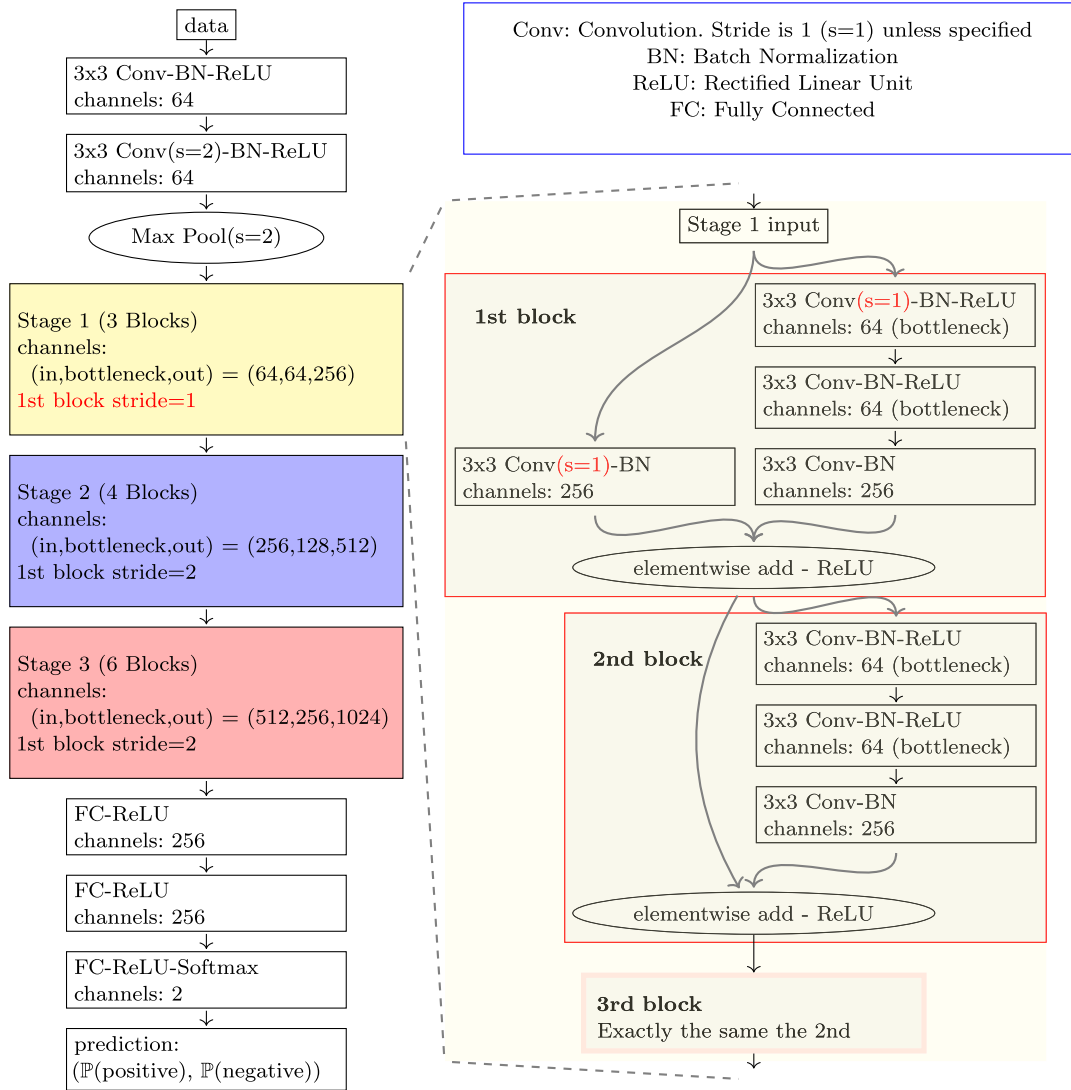 data
3x3 Conv-BN-ReLU
channels: 64
3x3 Conv(s=2)-BN-ReLU
channels: 64
Max Pool(s=2)
Stage 1 (3 Blocks)
channels:
(in,bottleneck,out) = (64,64,256)
1st block stride=1
Stage 2 (4 Blocks)
channels:
(in,bottleneck,out) = (256,128,512)
1st block stride=2
Stage 3 (6 Blocks)
channels:
(in,bottleneck,out) = (512,256,1024)
1st block stride=2
FC-ReLU
channels: 256
FC-ReLU
channels: 256
FC-ReLU-Softmax
channels: 2
prediction:
(ℙ(positive), ℙ(negative))
Conv: Convolution. Stride is 1 (s=1) unless specified
BN: Batch Normalization
ReLU: Rectified Linear Unit
FC: Fully Connected
Stage 1 input
1st block
3x3 Conv(s=1)-BN-ReLU
channels: 64 (bottleneck)
3x3 Conv-BN-ReLU
channels: 64 (bottleneck)
3x3 Conv(s=1)-BN
channels: 256
3x3 Conv-BN
channels: 256
elementwise add - ReLU
2nd block
3x3 Conv-BN-ReLU
channels: 64 (bottleneck)
3x3 Conv-BN-ReLU
channels: 64 (bottleneck)
3x3 Conv-BN
channels: 256
elementwise add - ReLU
3rd block
Exactly the same the 2nd